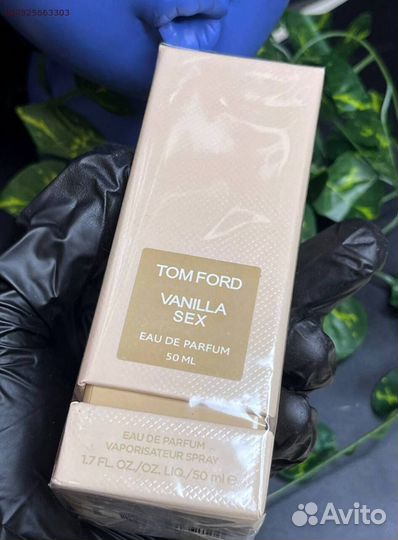 TOM FORD
VANILLA
SEX
EAU DE PARFUM
50 ML
EAU DE PARFUM
VAPORISATEUR SPRAY
1.7 FL. OZ./OZ. LIQ./50 ml e
Avito